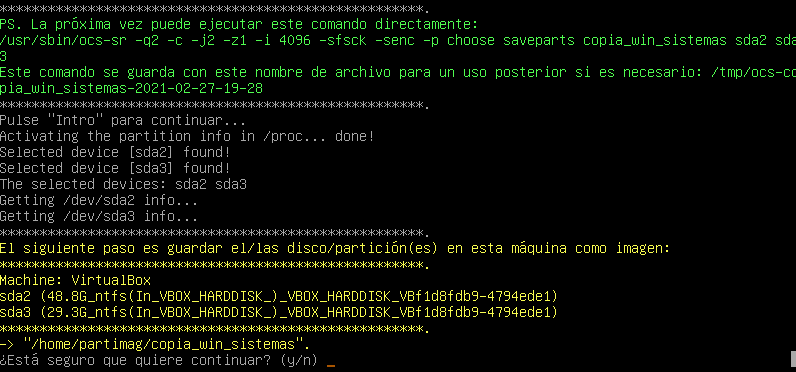 ******************************************************.
PS. La próxima vez puede ejecutar este comando directamente:
/usr/sbin/ocs-sr -q2 -c -j2 -z1 -i 4096 -sfsck -senc -p choose saveparts copia_win_sistemas sda2 sda
3
Este comando se guarda con este nombre de archivo para un uso posterior si es necesario: /tmp/ocs-co
pia_win_sistemas-2021-02-27-19-28
******************************************************.
Pulse "Intro" para continuar...
Activating the partition info in /proc... done!
Selected device [sda2] found!
Selected device [sda3] found!
The selected devices: sda2 sda3
Getting /dev/sda2 info...
Getting /dev/sda3 info...
******************************************************.
El siguiente paso es guardar el/las disco/partición(es) en esta máquina como imagen:
******************************************************.
Machine: VirtualBox
sda2 (48.8G_ntfs(In_VBOX_HARDDISK_)_VBOX_HARDDISK_VBf1d8fdb9-4794ede1)
sda3 (29.3G_ntfs(In_VBOX_HARDDISK_)_VBOX_HARDDISK_VBf1d8fdb9-4794ede1)
******************************************************.
-> "/home/partimag/copia_win_sistemas".
¿Está seguro que quiere continuar? (y/n) _